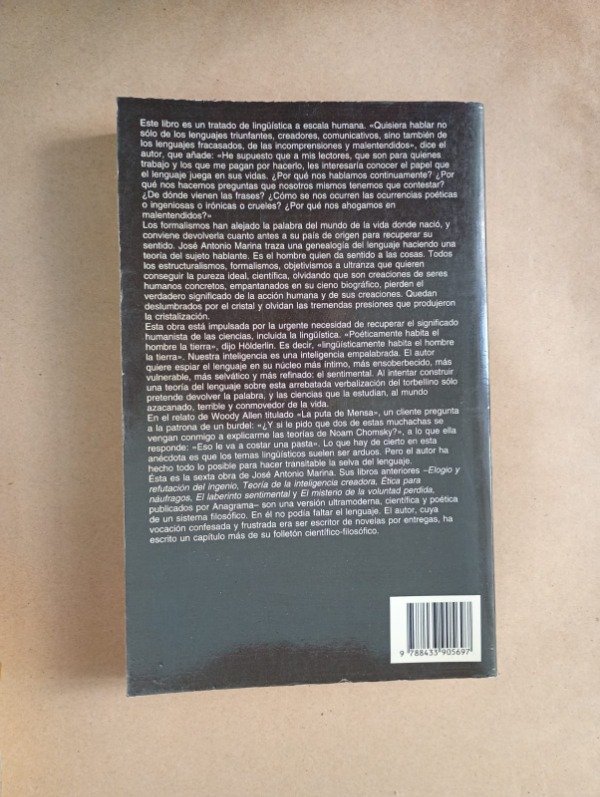 Este libro es un tratado de lingüística a escala humana. «Quisiera hablar no
sólo de los lenguajes triunfantes, creadores, comunicativos, sino también de
los lenguajes fracasados, de las incomprensiones y malentendidos», dice el
autor, que añade: «He supuesto que a mis lectores, que son para quienes
trabajo y los que me pagan por hacerlo, les interesaría conocer el papel que
el lenguaje juega en sus vidas. ¿Por qué nos hablamos continuamente? ¿Por
qué nos hacemos preguntas que nosotros mismos tenemos que contestar?
¿De dónde vienen las frases? ¿Cómo se nos ocurren las ocurrencias poéticas
o ingeniosas o irónicas o crueles? ¿Por qué nos ahogamos en
malentendidos?»
Los formalismos han alejado la palabra del mundo de la vida donde nació, y
conviene devolverla cuanto antes a su país de origen para recuperar su
sentido. José Antonio Marina traza una genealogía del lenguaje haciendo una
teoría del sujeto hablante. Es el hombre quien da sentido a las cosas. Todos
los estructuralismos, formalismos, objetivismos a ultranza que quieren
conseguir la pureza ideal, científica, olvidando que son creaciones de seres
humanos concretos, empantanados en su cieno biográfico, pierden el
verdadero significado de la acción humana y de sus creaciones. Quedan
deslumbrados por el cristal y olvidan las tremendas presiones que produjeron
la cristalización.
Esta obra está impulsada por la urgente necesidad de recuperar el significado
humanista de las ciencias, incluida la lingüística. «Poéticamente habita el
hombre la tierra», dijo Hölderlin. Es decir, «lingüísticamente habita el hombre
la tierra». Nuestra inteligencia es una inteligencia empalabrada. El autor
quiere espiar el lenguaje en su núcleo más íntimo, más ensoberbecido, más
vulnerable, más selvático y más refinado: el sentimental. Al intentar construir
una teoría del lenguaje sobre esta arrebatada verbalización del torbellino sólo
pretende devolver la palabra, y las ciencias que la estudian, al mundo
azacanado, terrible y conmovedor de la vida.
En el relato de Woody Allen titulado «La puta de Mensa», un cliente pregunta
a la patrona de un burdel: «¿Y si le pido que dos de estas muchachas se
vengan conmigo a explicarme las teorías de Noam Chomsky?», a lo que ella
responde: «Eso le va a costar una pasta». Lo que hay de cierto en esta
anécdota es que los temas lingüísticos suelen ser arduos. Pero el autor ha
hecho todo lo posible para hacer transitable la selva del lenguaje.
Ésta es la sexta obra de José Antonio Marina. Sus libros anteriores –Elogio y
refutación del ingenio, Teoría de la inteligencia creadora, Ética para
náufragos, El laberinto sentimental y El misterio de la voluntad perdida,
publicados por Anagrama– son una versión ultramoderna, científica y poética
de un sistema filosófico. En él no podía faltar el lenguaje. El autor, cuya
vocación confesada y frustrada era ser escritor de novelas por entregas, ha
escrito un capítulo más de su folletón científico-filosófico.
9 788433 905697